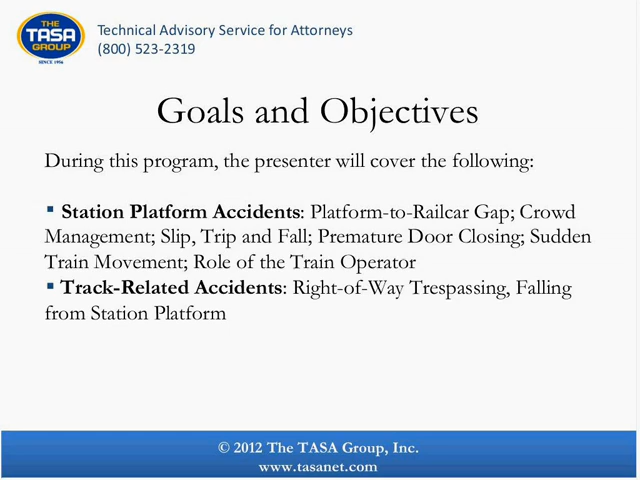 THE
TASA
GROUP
SINCE 1956
Technical Advisory Service for Attorneys
(800) 523-2319
Goals and Objectives
During this program, the presenter will cover the following:
▪ Station Platform Accidents: Platform-to-Railcar Gap; Crowd
Management; Slip, Trip and Fall; Premature Door Closing; Sudden
Train Movement; Role of the Train Operator
▪ Track-Related Accidents: Right-of-Way Trespassing, Falling
from Station Platform
© 2012 The TASA Group, Inc.
www.tasanet.com